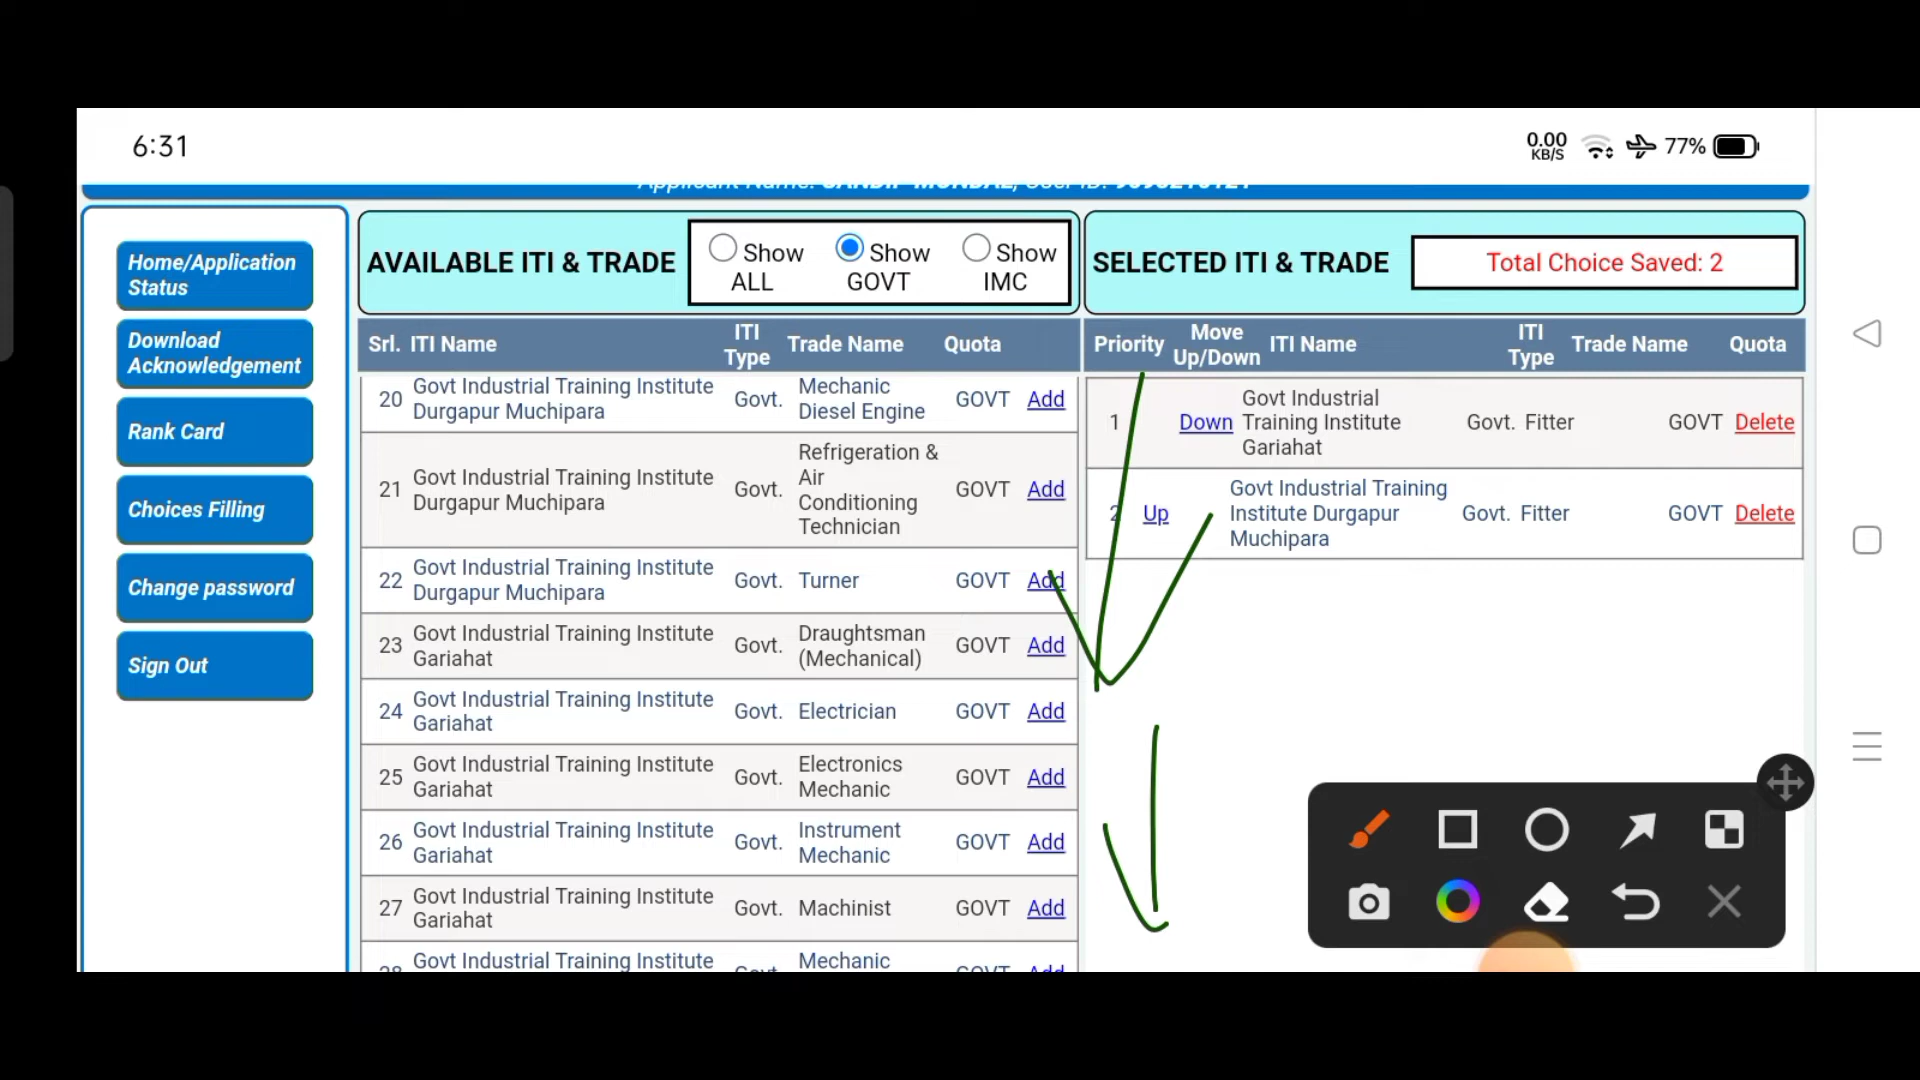 6:31
0.00
KB/S
77%
Home/Application
Status
Download
Acknowledgement
Rank Card
Choices Filling
Change password
Sign Out
AVAILABLE ITI & TRADE
Show ALL
Show GOVT
Show IMC
Srl. ITI Name ITI Type Trade Name Quota
20 Govt Industrial Training Institute Durgapur Muchipara Govt. Mechanic Diesel Engine GOVT Add
21 Govt Industrial Training Institute Durgapur Muchipara Govt. Refrigeration & Air Conditioning Technician GOVT Add
22 Govt Industrial Training Institute Durgapur Muchipara Govt. Turner GOVT Add
23 Govt Industrial Training Institute Gariahat Govt. Draughtsman (Mechanical) GOVT Add
24 Govt Industrial Training Institute Gariahat Govt. Electrician GOVT Add
25 Govt Industrial Training Institute Gariahat Govt. Electronics Mechanic GOVT Add
26 Govt Industrial Training Institute Gariahat Govt. Instrument Mechanic GOVT Add
27 Govt Industrial Training Institute Gariahat Govt. Machinist GOVT Add
Govt Industrial Training Institute Mechanic
SELECTED ITI & TRADE
Total Choice Saved: 2
Priority Move Up/Down ITI Name ITI Type Trade Name Quota
1 Down Govt Industrial Training Institute Gariahat Govt. Fitter GOVT Delete
2 Up Govt Industrial Training Institute Durgapur Muchipara Govt. Fitter GOVT Delete